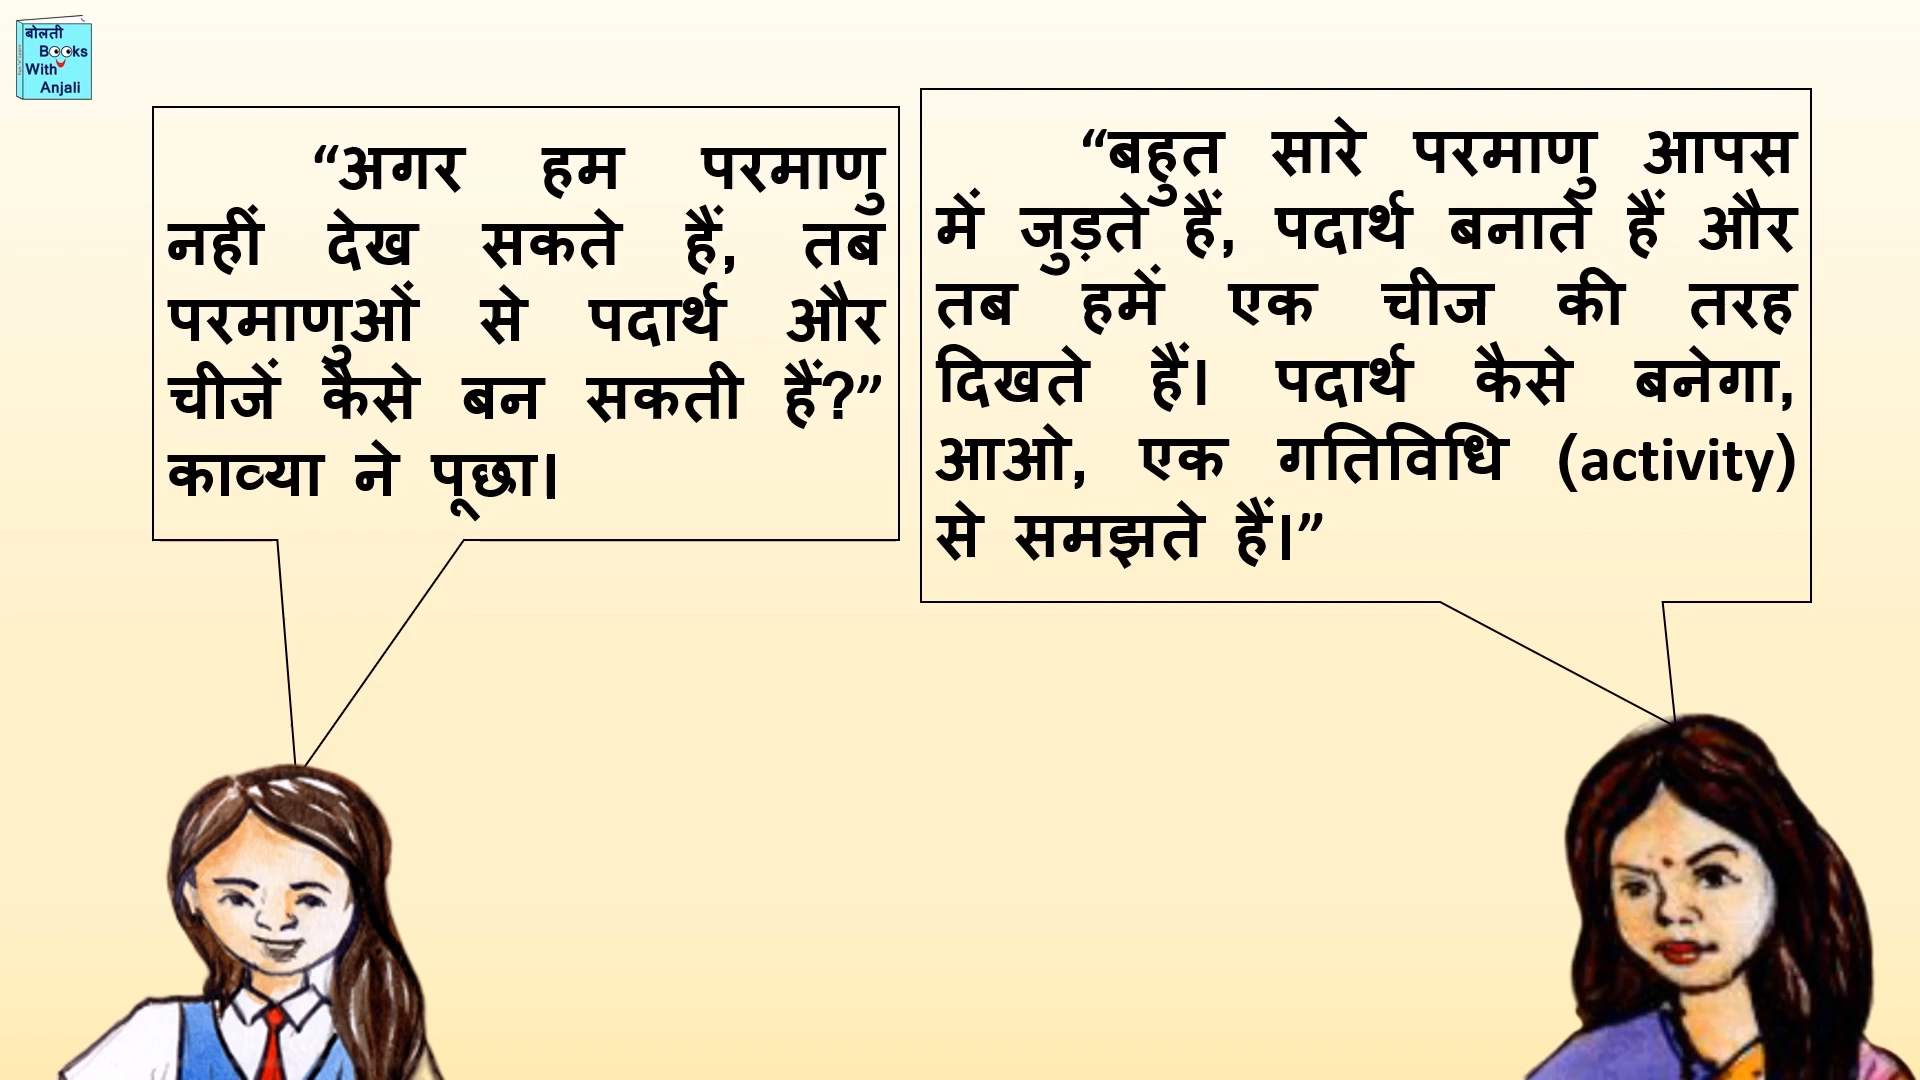 बोलती
Books
With
Anjali
“अगर हम परमाणु
नहीं देख सकते हैं, तब
परमाणुओं से पदार्थ और
चीजें कैसे बन सकती हैं?”
काव्या ने पूछा।
“बहुत सारे परमाणु आपस
में जुड़ते हैं, पदार्थ बनाते हैं और
तब हमें एक चीज की तरह
दिखते हैं। पदार्थ कैसे बनेगा,
आओ, एक गतिविधि (activity)
से समझते हैं।”